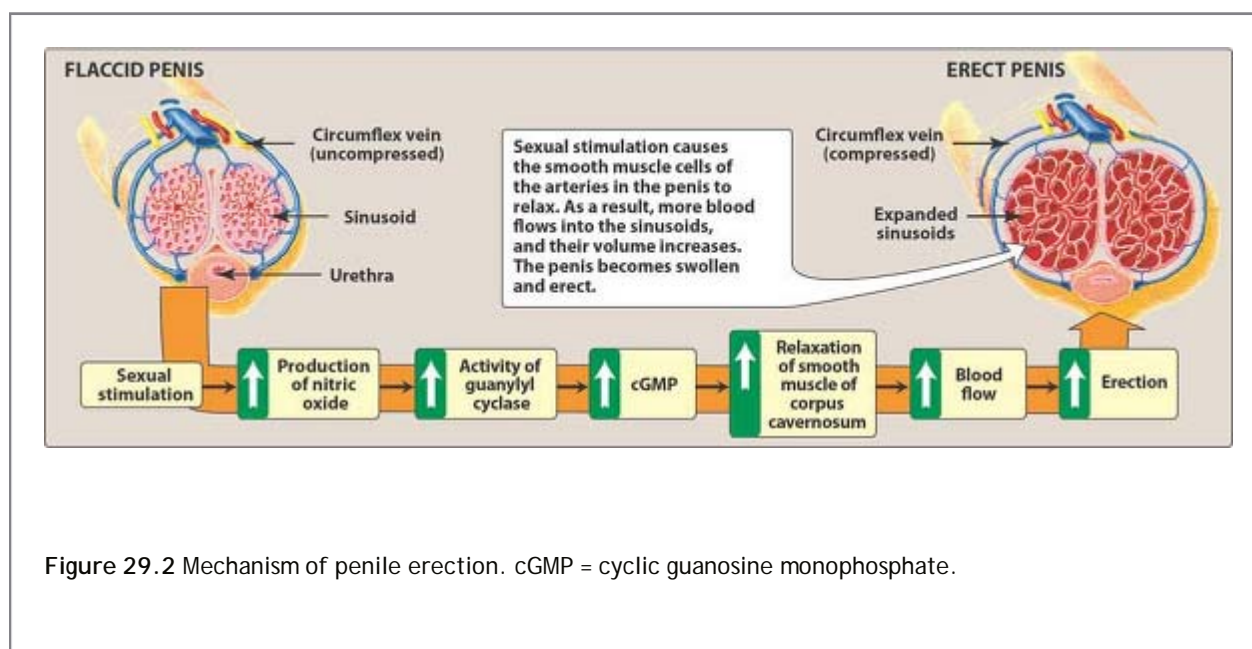 FLACCID PENIS
Circumflex vein
(uncompressed)
Sinusoid
Urethra
Sexual stimulation causes
the smooth muscle cells of
the arteries in the penis to
relax. As a result, more blood
flows into the sinusoids,
and their volume increases.
The penis becomes swollen
and erect.
ERECT PENIS
Circumflex vein
(compressed)
Expanded
sinusoids
Sexual
stimulation
Production
of nitric
oxide
Activity of
guanylyl
cyclase
cGMP
Relaxation
of smooth
muscle of
corpus
cavernosum
Blood
flow
Erection
Figure 29.2 Mechanism of penile erection. cGMP = cyclic guanosine monophosphate.